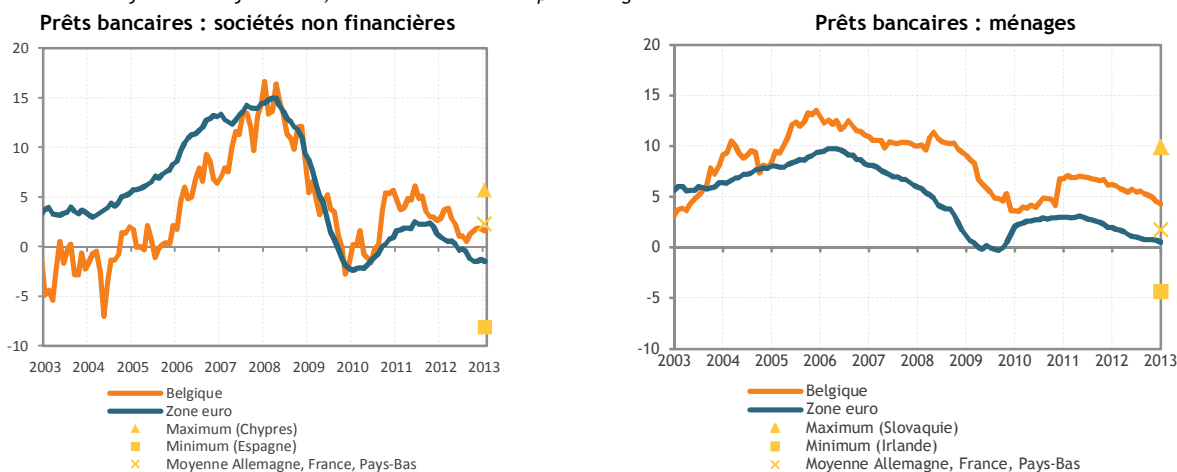 Prêts bancaires : sociétés non financières
20
15
10
5
0
-5
-10
2003 2004 2005 2006 2007 2008 2009 2010 2011 2012 2013
Belgique
Zone euro
Maximum (Chypres)
Minimum (Espagne)
Moyenne Allemagne, France, Pays-Bas
Prêts bancaires : ménages
20
15
10
5
0
-5
-10
2003 2004 2005 2006 2007 2008 2009 2010 2011 2012 2013
Belgique
Zone euro
Maximum (Slovaquie)
Minimum (Irlande)
Moyenne Allemagne, France, Pays-Bas